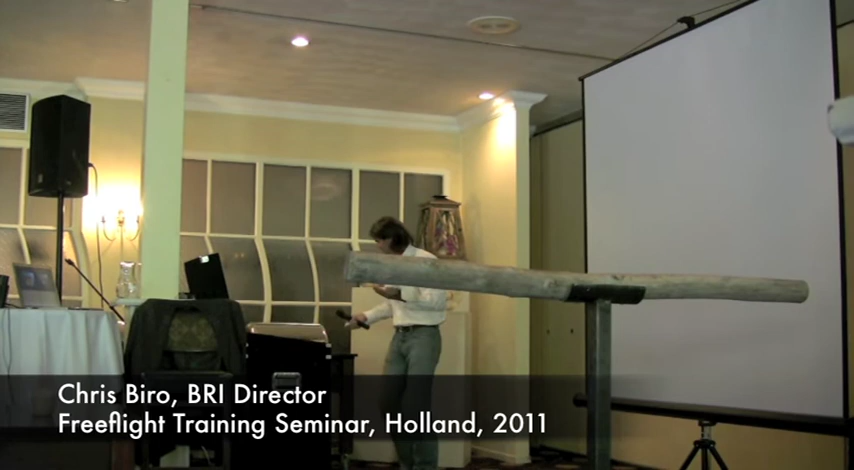 Chris Biro, BRI Director
Freeflight Training Seminar, Holland, 2011